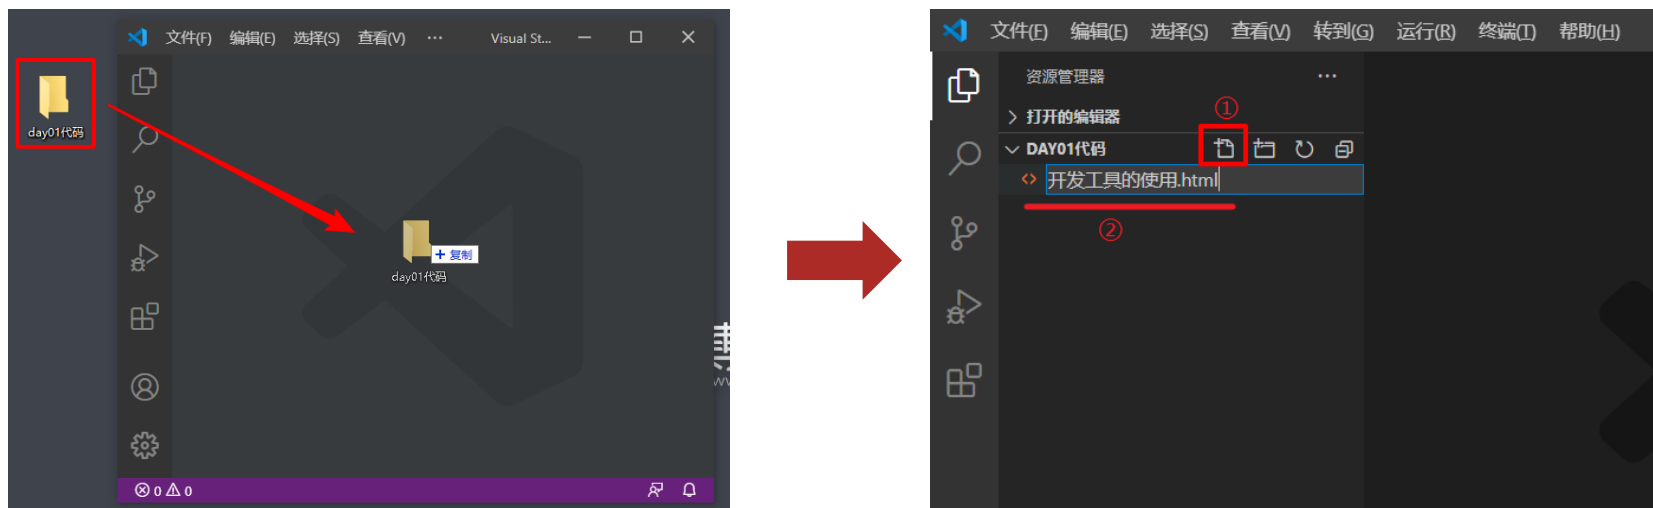 文件(F) 编辑(E) 选择(S) 查看(V) ··· Visual St...
day01代码
+ 复制
day01代码
0 0
文件(F) 编辑(E) 选择(S) 查看(V) 转到(G) 运行(R) 终端(T) 帮助(H)
资源管理器 ···
①
打开的编辑器
DAY01代码
<> 开发工具的使用.html
②